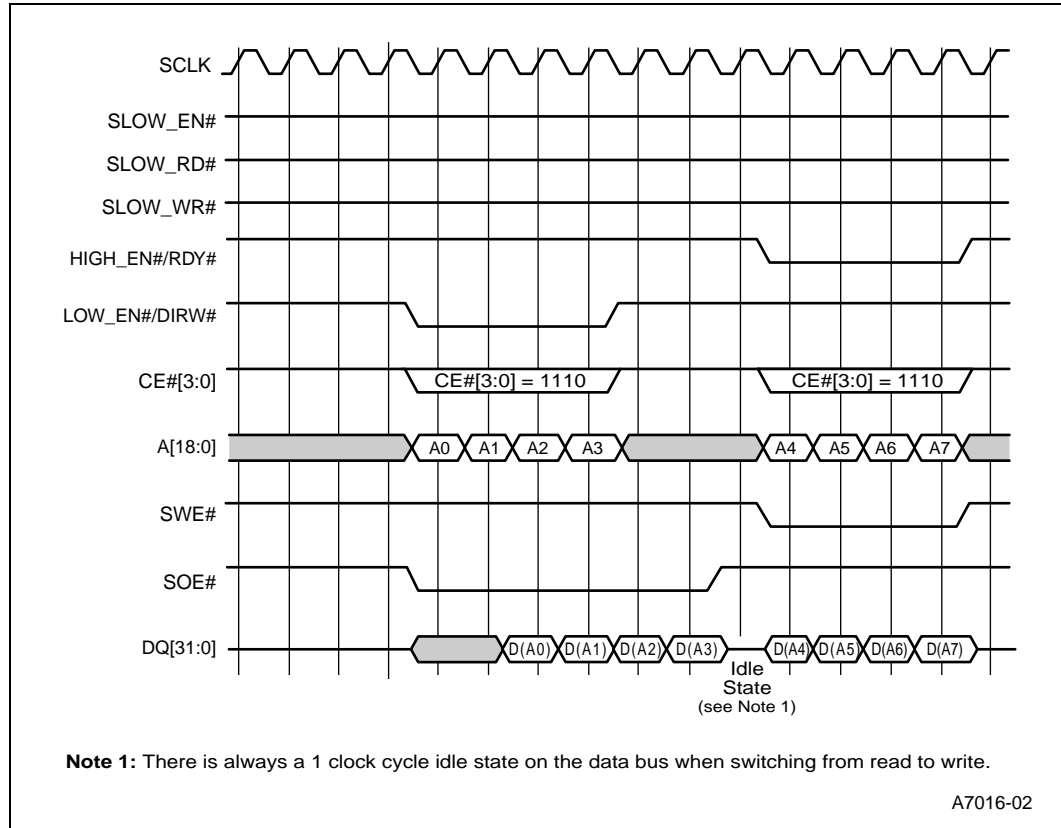 SCLK
SLOW_EN#
SLOW_RD#
SLOW_WR#
HIGH_EN#/RDY#
LOW_EN#/DIRW#
CE#[3:0]
CE#[3:0] = 1110
CE#[3:0] = 1110
A[18:0]
A0 A1 A2 A3
A4 A5 A6 A7
SWE#
SOE#
DQ[31:0]
D(A0) D(A1) D(A2) D(A3)
D(A4) D(A5) D(A6) D(A7)
Idle
State
(see Note 1)
Note 1: There is always a 1 clock cycle idle state on the data bus when switching from read to write.
A7016-02